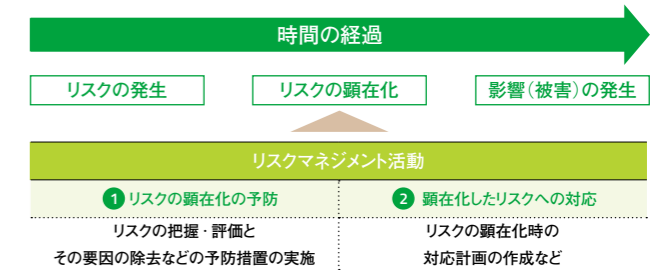 時間の経過
リスクの発生
リスクの顕在化
影響（被害）の発生
リスクマネジメント活動
1 リスクの顕在化の予防
2 顕在化したリスクへの対応
リスクの把握・評価と
その要因の除去などの予防措置の実施
リスクの顕在化時の
対応計画の作成など